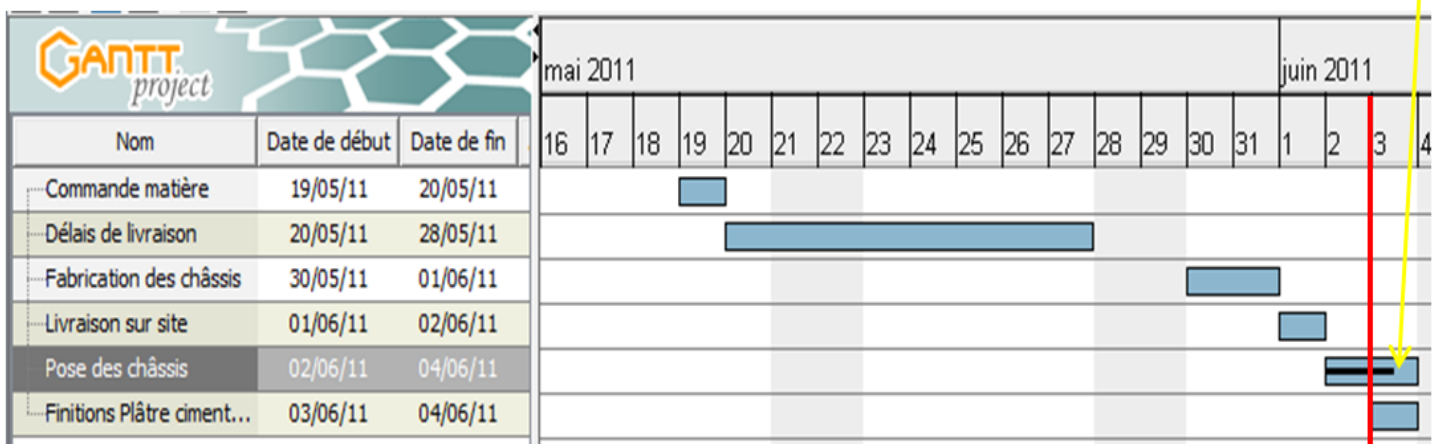 GANTT
project
mai 2011 juin 2011
Nom Date de début Date de fin 16 17 18 19 20 21 22 23 24 25 26 27 28 29 30 31 1 2 3 4
Commande matière 19/05/11 20/05/11
Délais de livraison 20/05/11 28/05/11
Fabrication des châssis 30/05/11 01/06/11
Livraison sur site 01/06/11 02/06/11
Pose des châssis 02/06/11 04/06/11
Finitions Plâtre ciment... 03/06/11 04/06/11